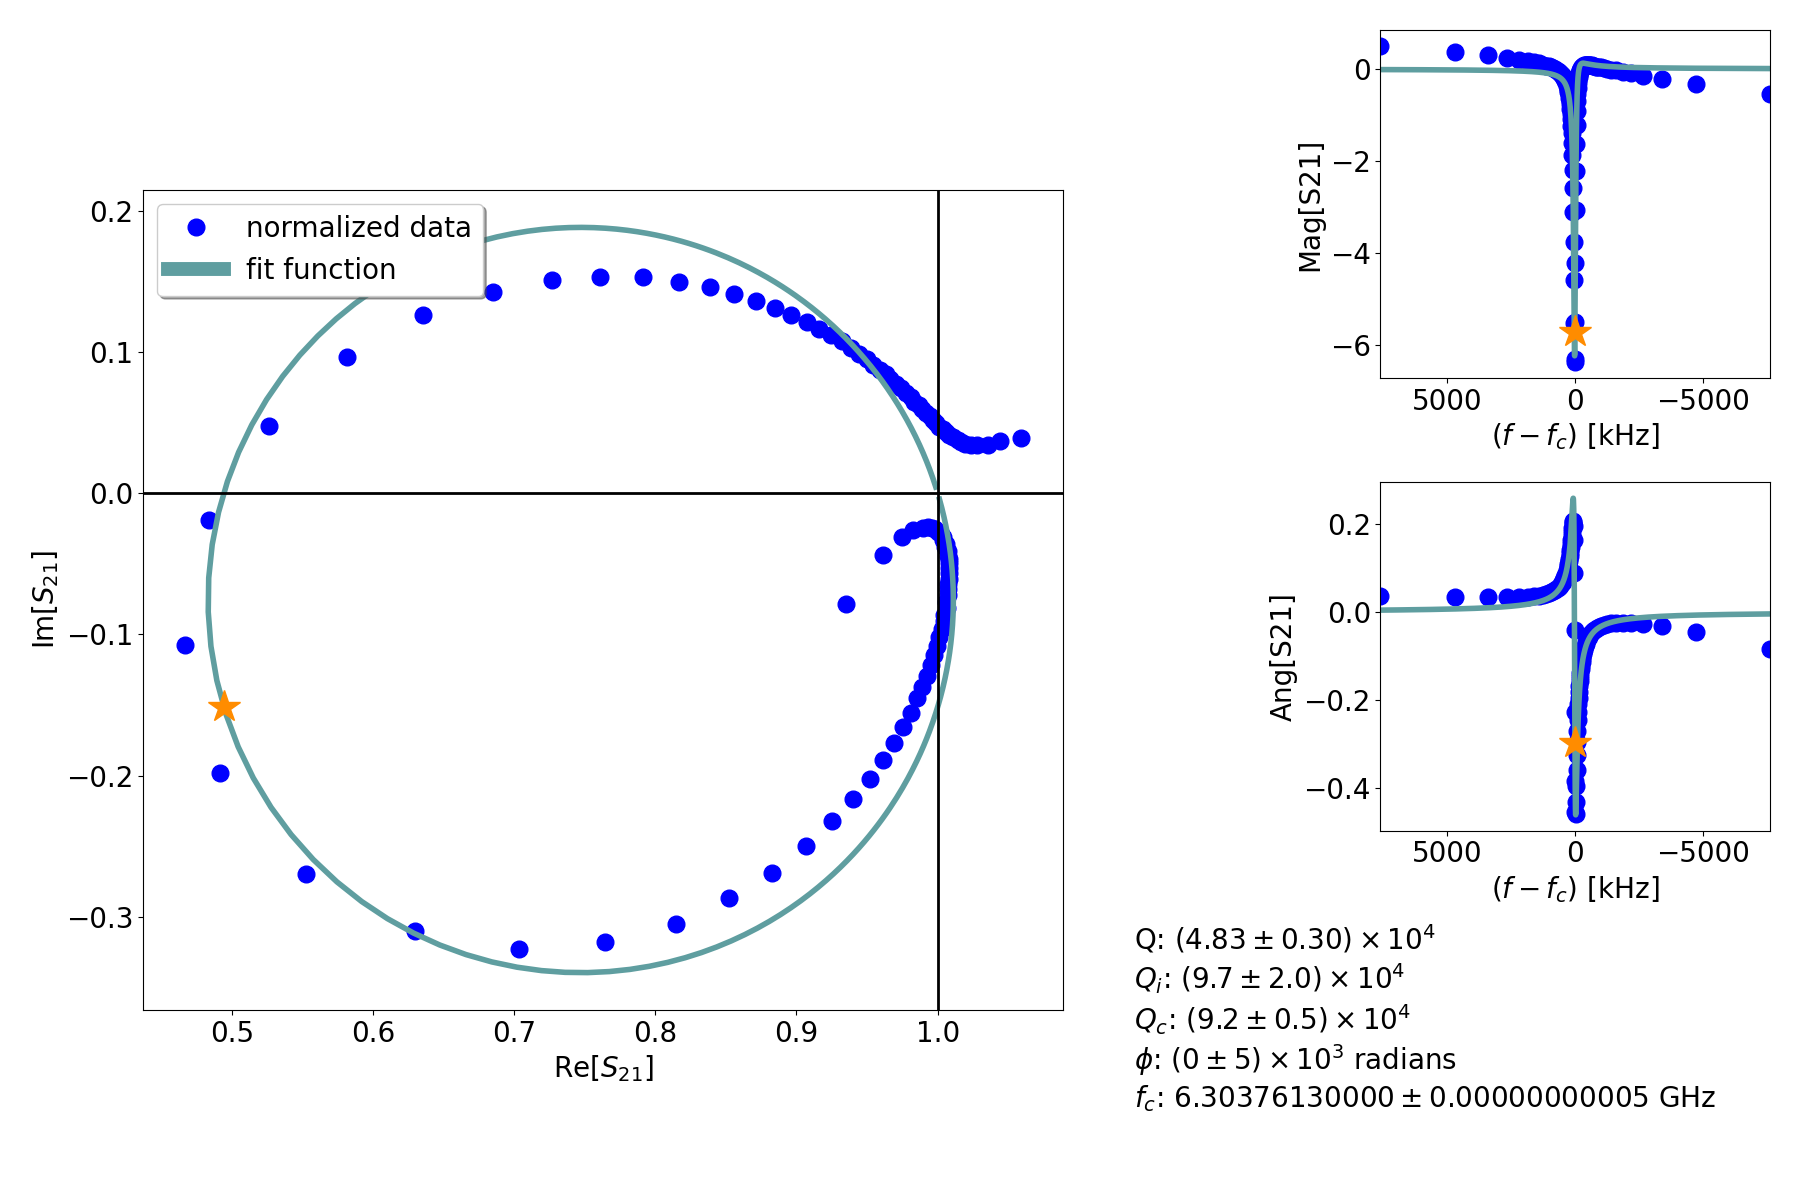 normalized data
fit function
0.2
0.1
0.0
−0.1
−0.2
−0.3
Im[S21]
0.5
0.6
0.7
0.8
0.9
1.0
Re[S21]
0
−2
−4
−6
Mag[S21]
5000
0
−5000
(f − fc) [kHz]
0.2
0.0
−0.2
−0.4
Ang[S21]
5000
0
−5000
(f − fc) [kHz]
Q: (4.83 ± 0.30) × 10^4
Qi: (9.7 ± 2.0) × 10^4
Qc: (9.2 ± 0.5) × 10^4
ϕ: (0 ± 5) × 10^3 radians
fc: 6.30376130000 ± 0.00000000005 GHz